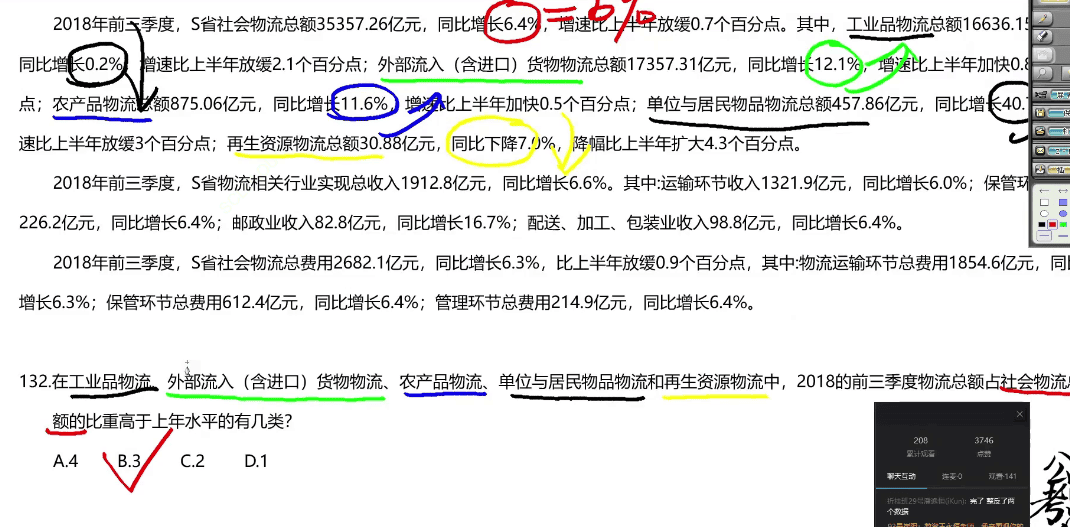 2018年前三季度，S省社会物流总额35357.26亿元，同比增长6.4%，增速比上半年放缓0.7个百分点。其中，工业品物流总额16636.15
=6%
同比增长0.2%，增速比上半年放缓2.1个百分点；外部流入（含进口）货物物流总额17357.31亿元，同比增长12.1%，增速比上半年加快0.8
点；农产品物流总额875.06亿元，同比增长11.6%，增速比上半年加快0.5个百分点；单位与居民物品物流总额457.86亿元，同比增长40.
速比上半年放缓3个百分点；再生资源物流总额30.88亿元，同比下降7.0%，降幅比上半年扩大4.3个百分点。
2018年前三季度，S省物流相关行业实现总收入1912.8亿元，同比增长6.6%。其中:运输环节收入1321.9亿元，同比增长6.0%；保管环
226.2亿元，同比增长6.4%；邮政业收入82.8亿元，同比增长16.7%；配送、加工、包装业收入98.8亿元，同比增长6.4%。
2018年前三季度，S省社会物流总费用2682.1亿元，同比增长6.3%，比上半年放缓0.9个百分点，其中:物流运输环节总费用1854.6亿元，同比
增长6.3%；保管环节总费用612.4亿元，同比增长6.4%；管理环节总费用214.9亿元，同比增长6.4%。
132.在工业品物流、外部流入（含进口）货物物流、农产品物流、单位与居民物品物流和再生资源物流中，2018的前三季度物流总额占社会物流总
额的比重高于上年水平的有几类？
A.4 B.3 C.2 D.1
208 3746
累计观看 点赞
聊天互动 连麦·0 观看·141
完了 整反了两
个数据
公考